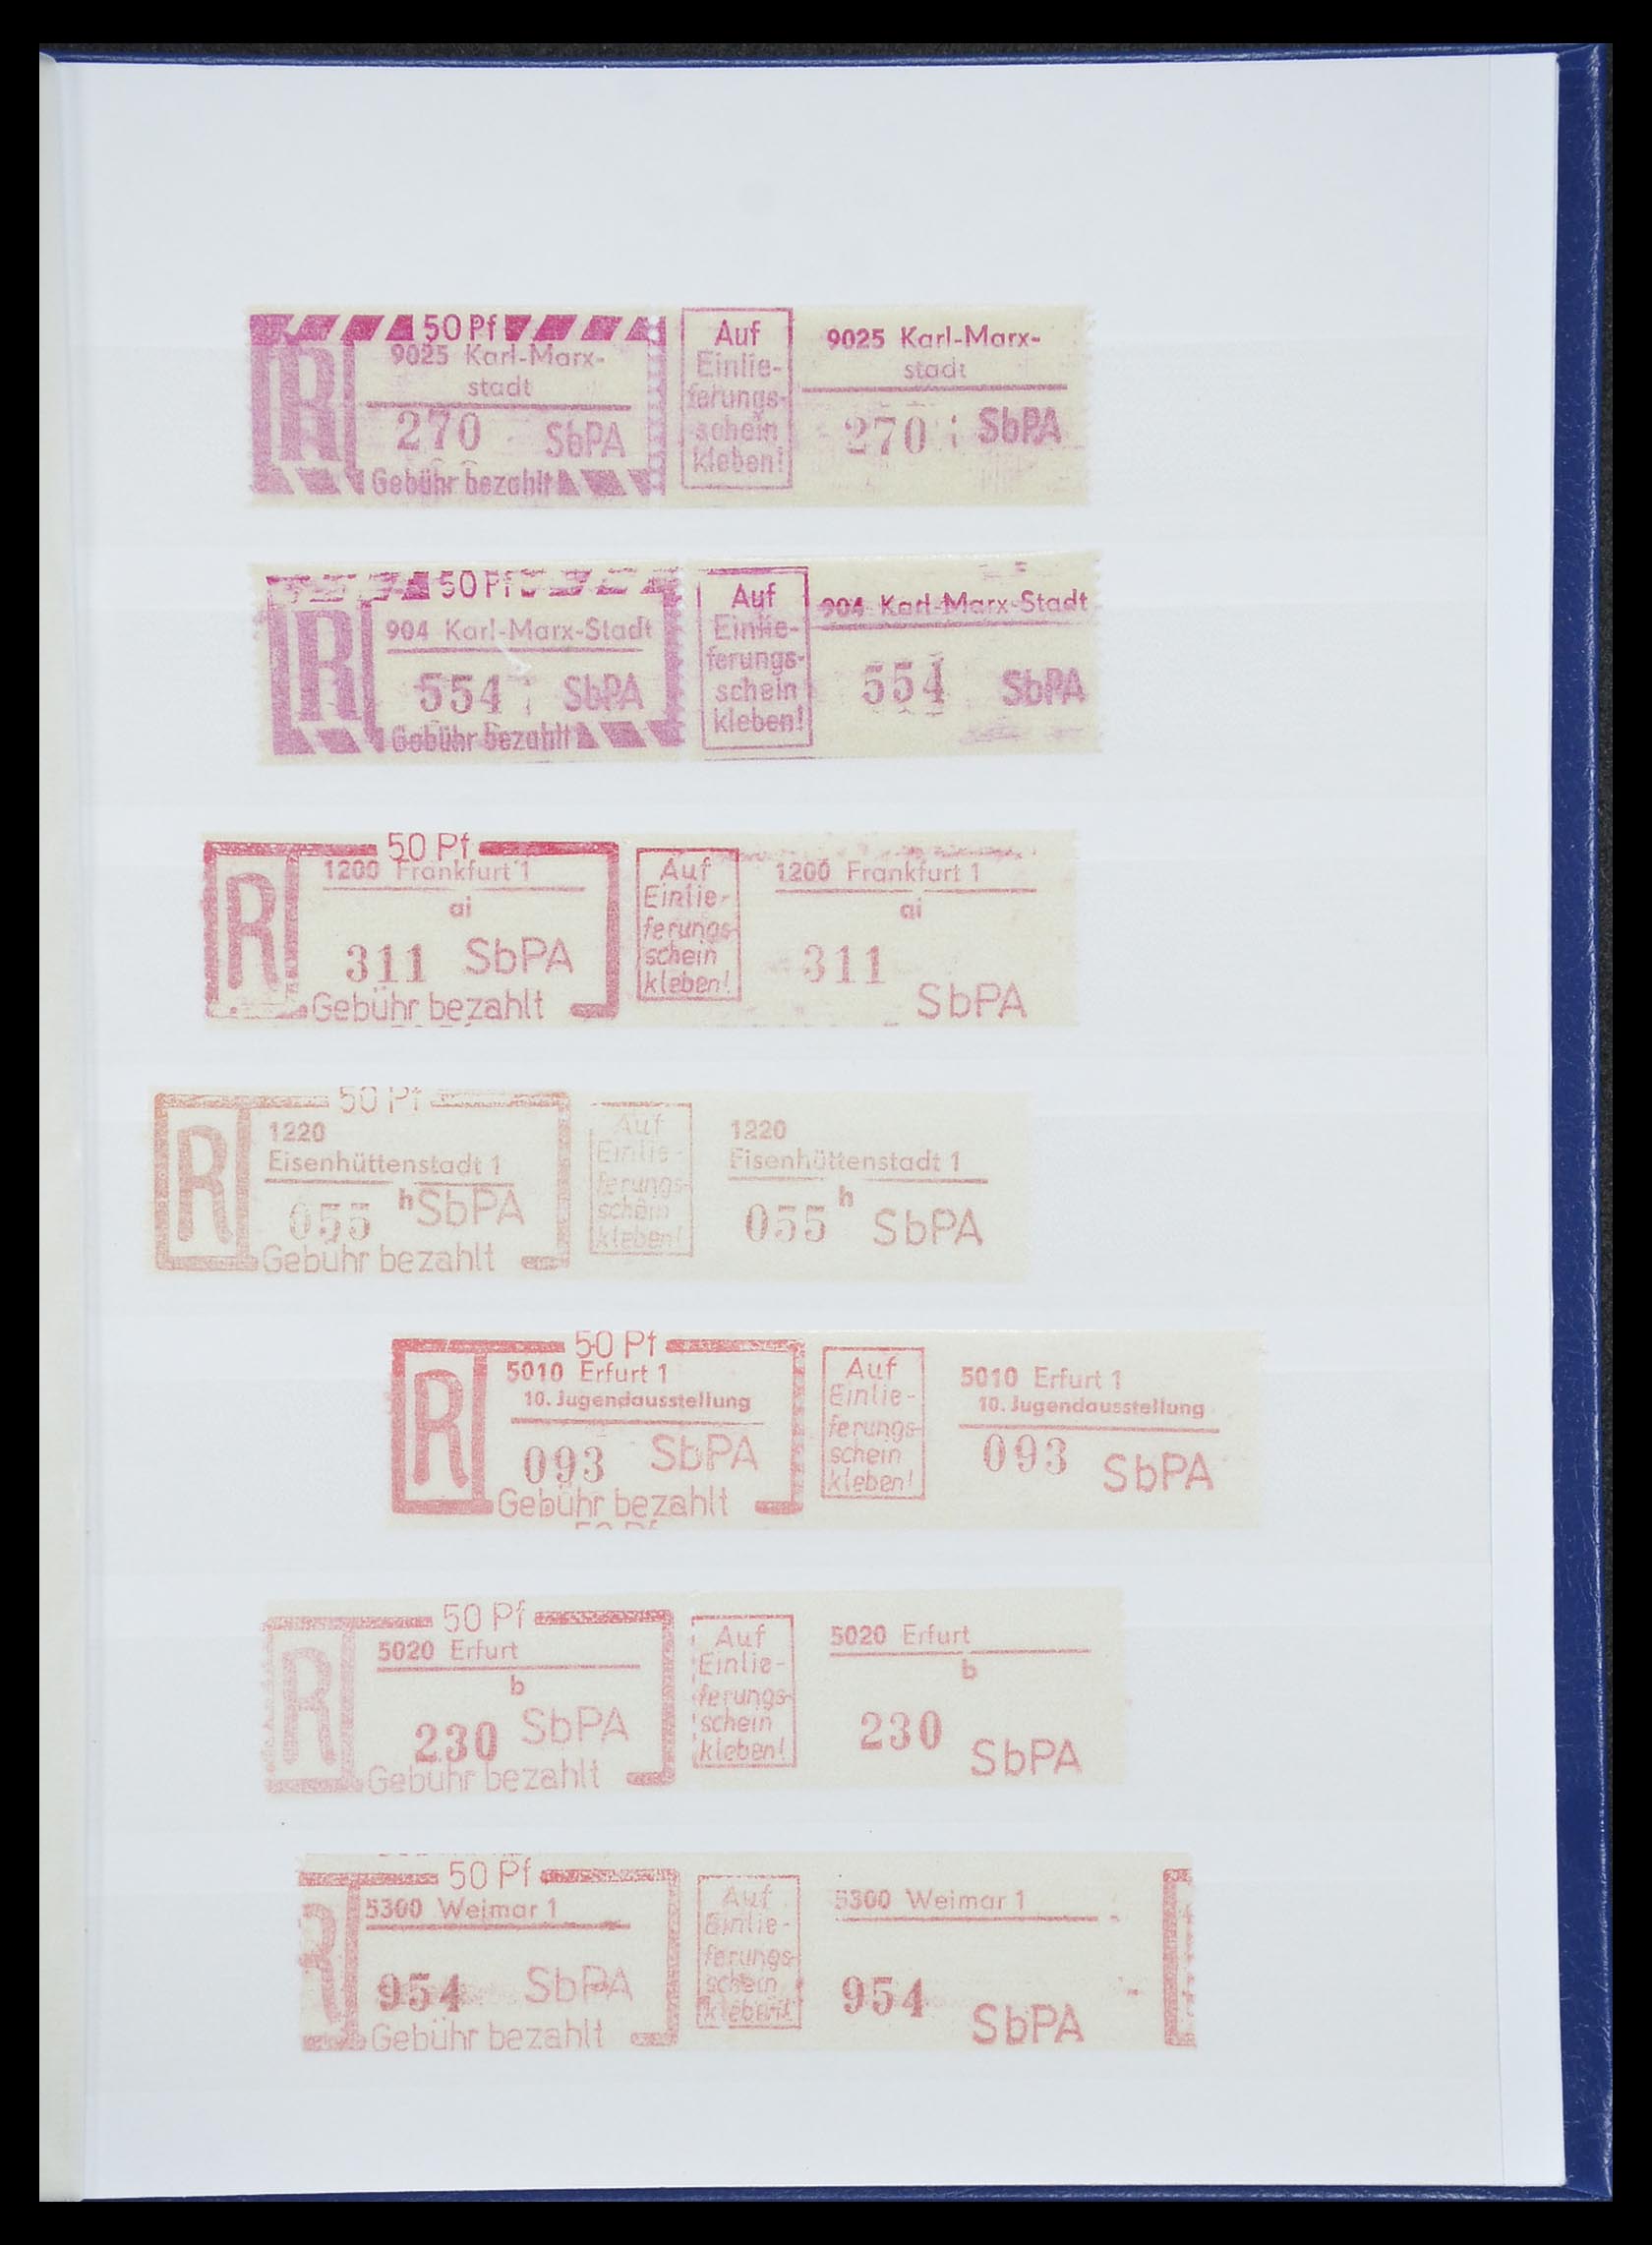 50 Pf
9025 Karl-Marx-
stadt
R
270 SbPA
Gebühr bezahlt
Auf
Einlie-
ferungs-
schein
kleben!
9025 Karl-Marx-
stadt
270 SbPA
50 Pf
904 Karl-Marx-Stadt
R
554 SbPA
Gebühr bezahlt
Auf
Einlie-
ferungs-
schein
kleben!
904 Karl-Marx-Stadt
554 SbPA
50 Pf
1200 Frankfurt 1
ai
R
311 SbPA
Gebühr bezahlt
Auf
Einlie-
ferungs-
schein
kleben!
1200 Frankfurt 1
ai
311
SbPA
50 Pf
1220
Eisenhüttenstadt 1
R
055 h SbPA
Gebühr bezahlt
Auf
Einlie-
ferungs-
schein
kleben!
1220
Eisenhüttenstadt 1
055 h SbPA
50 Pf
5010 Erfurt 1
10. Jugendausstellung
R
093 SbPA
Gebühr bezahlt
Auf
Einlie-
ferungs-
schein
kleben!
5010 Erfurt 1
10. Jugendausstellung
093 SbPA
50 Pf
5020 Erfurt
b
R
230 SbPA
Gebühr bezahlt
Auf
Einlie-
ferungs-
schein
kleben!
5020 Erfurt
b
230
SbPA
50 Pf
5300 Weimar 1
R
954 SbPA
Gebühr bezahlt
Auf
Einlie-
ferungs-
schein
kleben!
5300 Weimar 1
954
SbPA